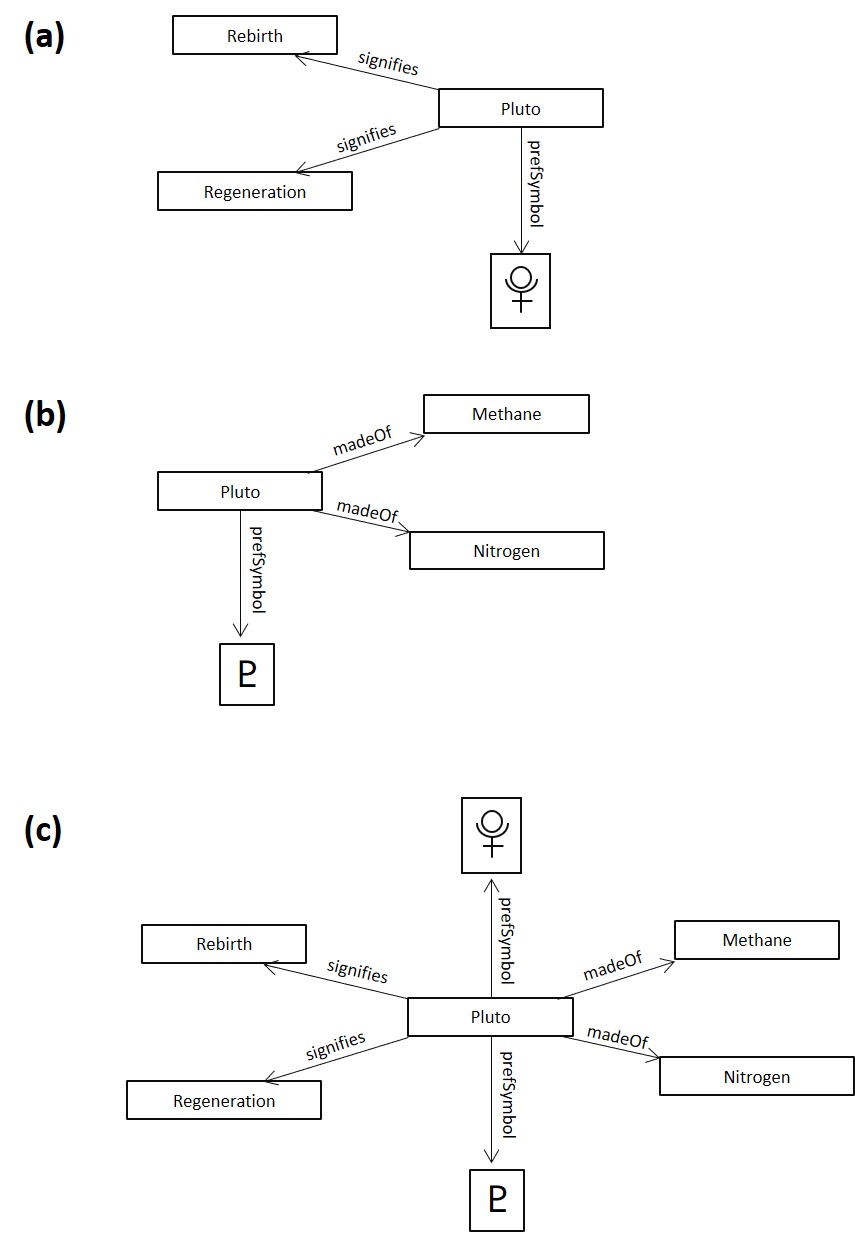 (a)
Rebirth
signifies
Pluto
signifies
Regeneration
prefSymbol
(b)
Methane
madeOf
Pluto
madeOf
Nitrogen
prefSymbol
♇
(c)
prefSymbol
Rebirth
signifies
Methane
madeOf
Pluto
signifies
madeOf
Regeneration
Nitrogen
prefSymbol
♇